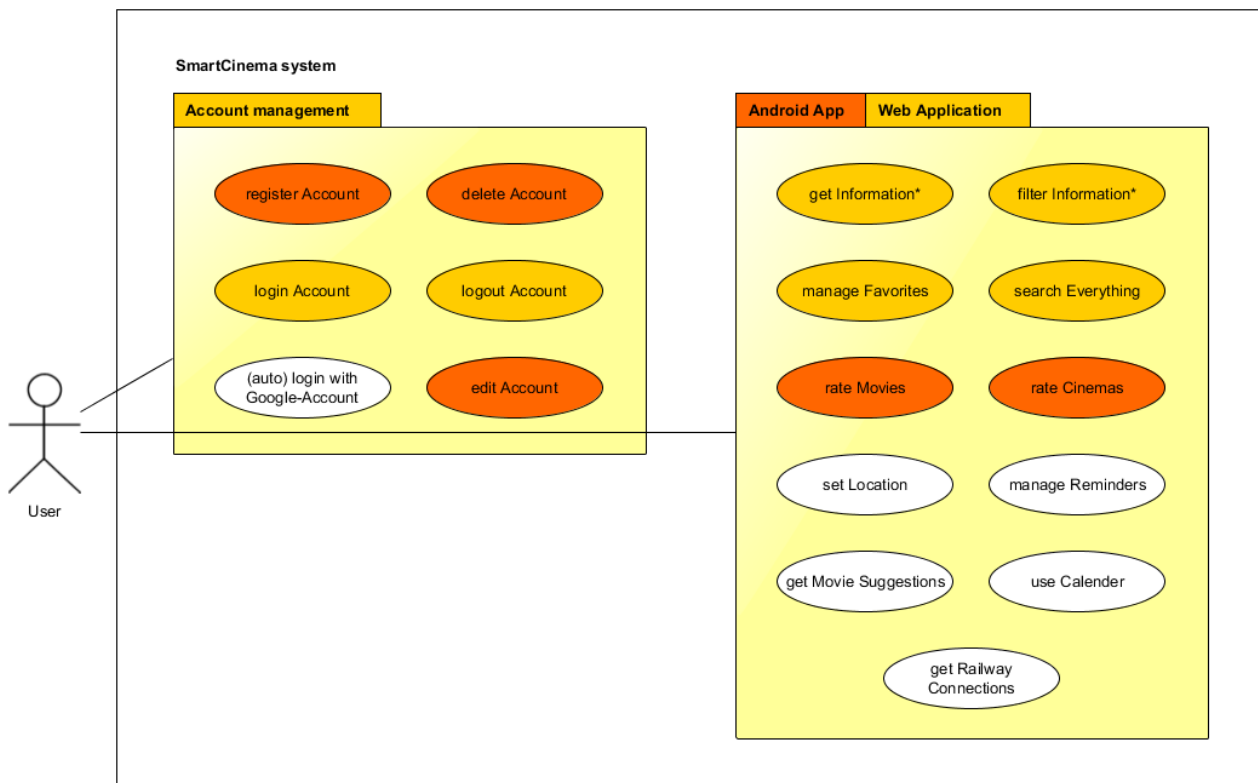 SmartCinema system
Account management
register Account
delete Account
login Account
logout Account
(auto) login with
Google-Account
edit Account
User
Android App
Web Application
get Information*
filter Information*
manage Favorites
search Everything
rate Movies
rate Cinemas
set Location
manage Reminders
get Movie Suggestions
use Calender
get Railway
Connections